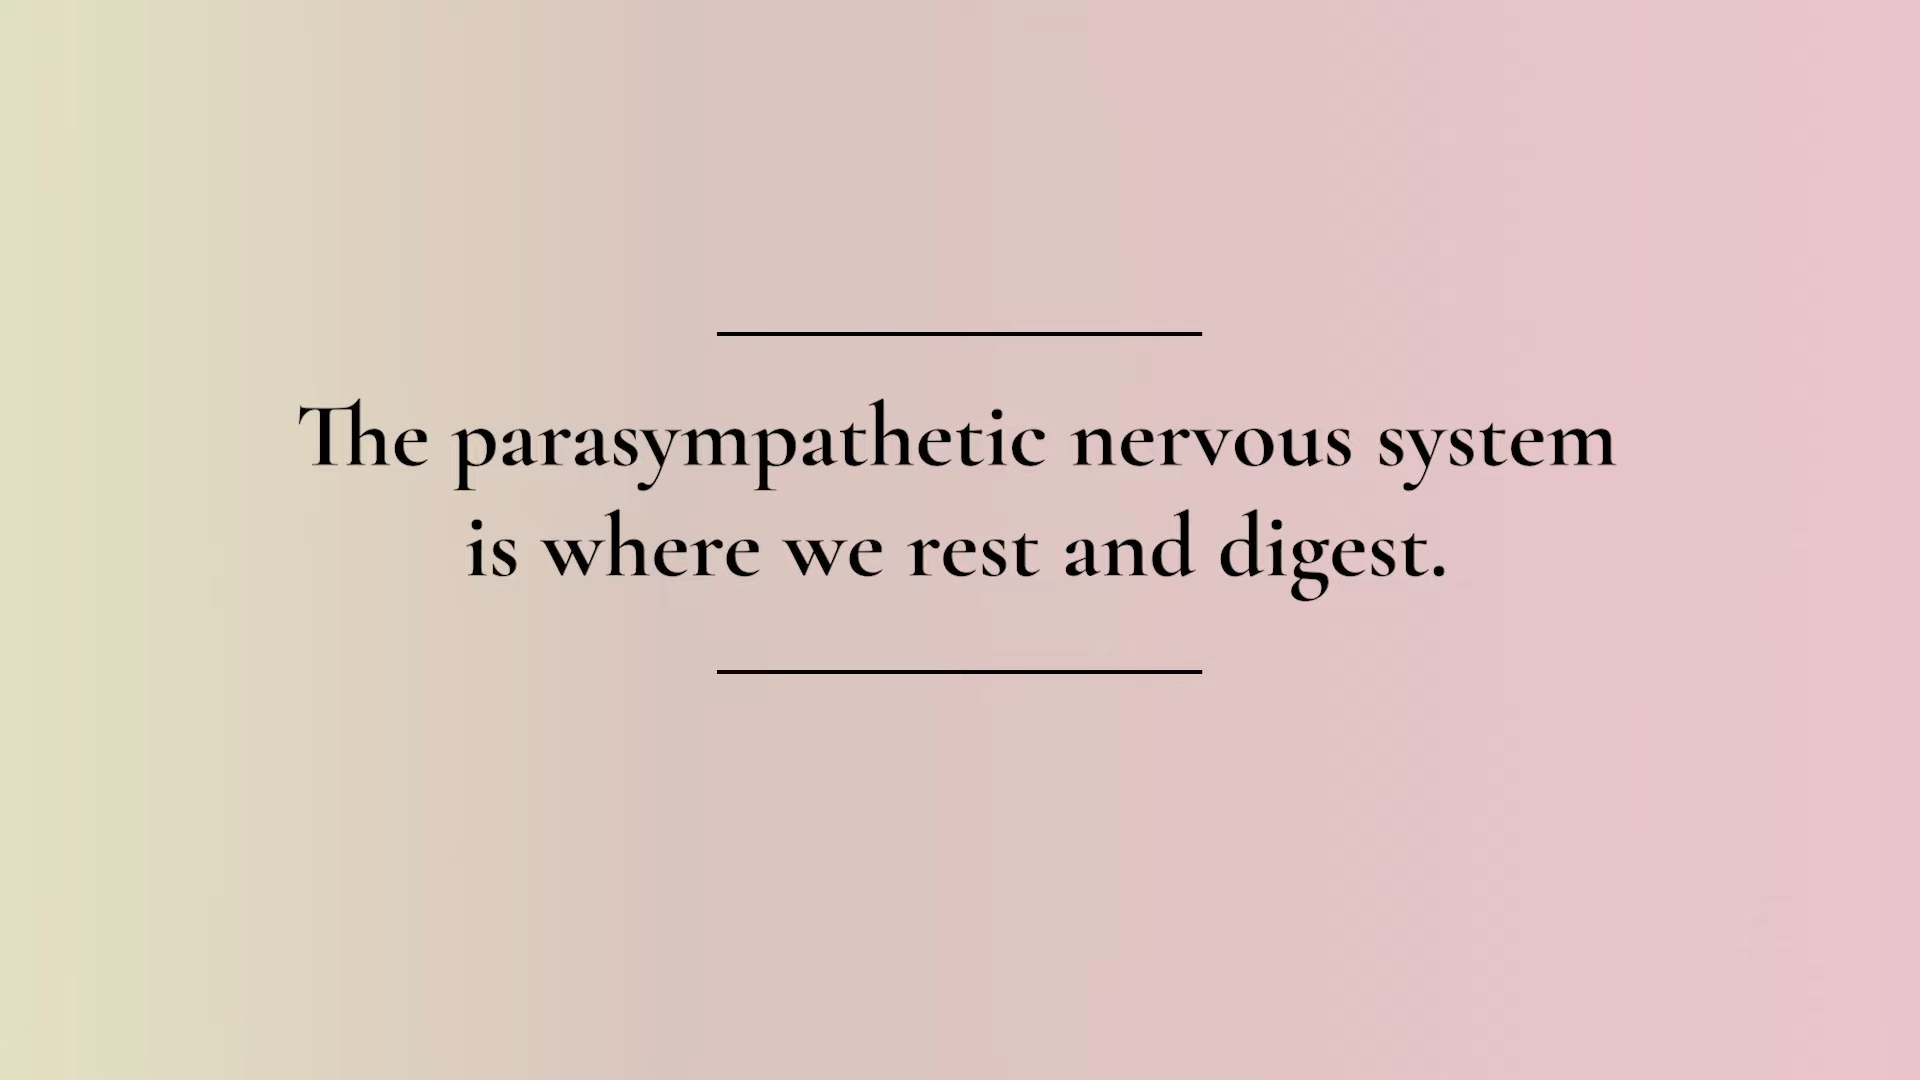 The parasympathetic nervous system
is where we rest and digest.